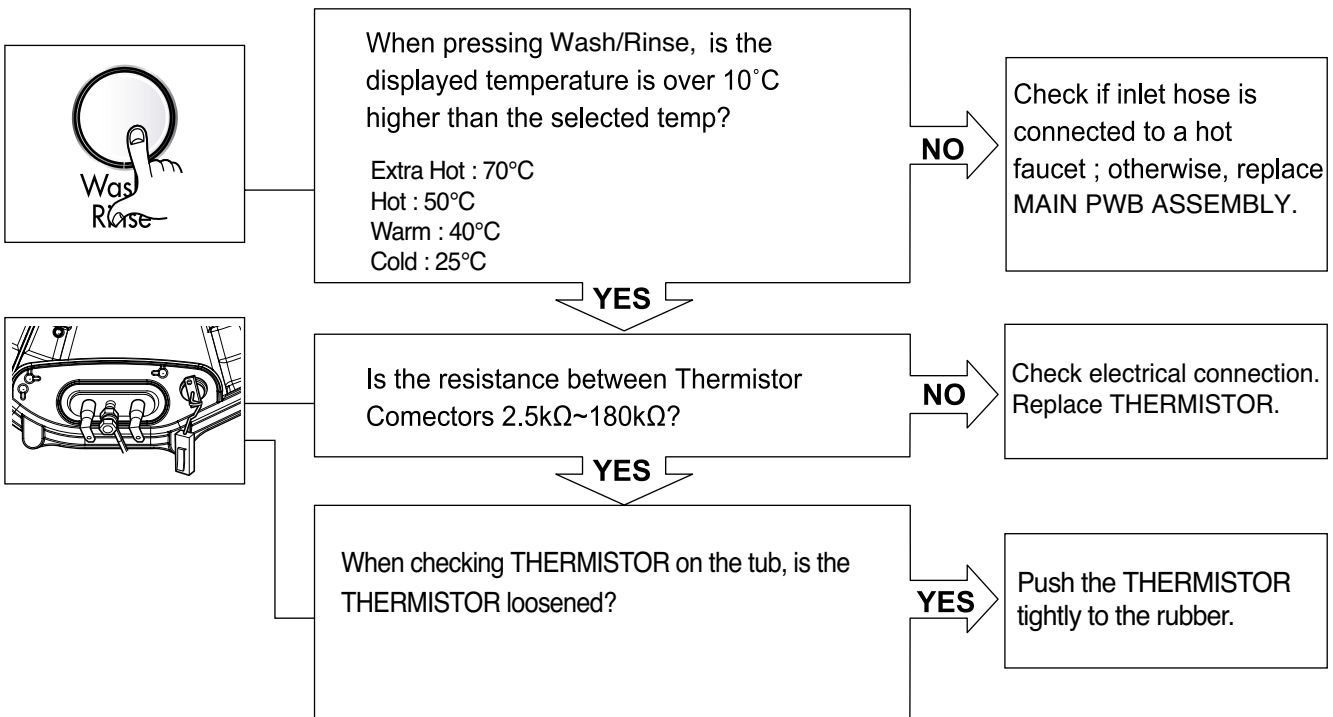 When pressing Wash/Rinse, is the
displayed temperature is over 10˚C
higher than the selected temp?
Extra Hot : 70°C
Hot : 50°C
Warm : 40°C
Cold : 25°C
Was
Rinse
NO
Check if inlet hose is
connected to a hot
faucet ; otherwise, replace
MAIN PWB ASSEMBLY.
YES
Is the resistance between Thermistor
Comectors 2.5kΩ~180kΩ?
NO
Check electrical connection.
Replace THERMISTOR.
YES
When checking THERMISTOR on the tub, is the
THERMISTOR loosened?
YES
Push the THERMISTOR
tightly to the rubber.